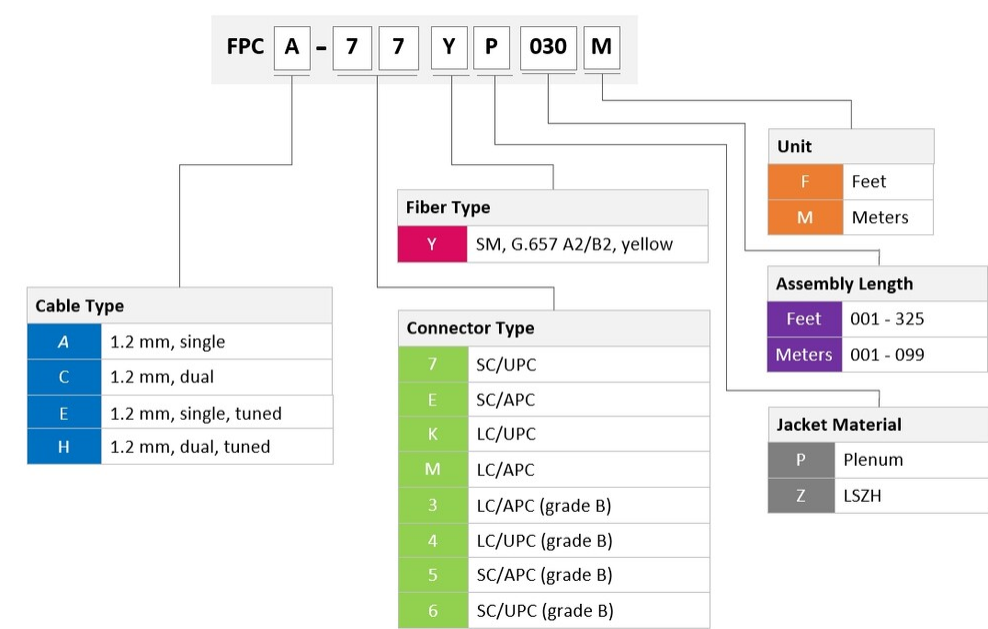 FPC A - 7 7 Y P 030 M
Unit
F Feet
M Meters
Fiber Type
Y SM, G.657 A2/B2, yellow
Assembly Length
Feet 001 - 325
Meters 001 - 099
Cable Type
A 1.2 mm, single
C 1.2 mm, dual
E 1.2 mm, single, tuned
H 1.2 mm, dual, tuned
Connector Type
7 SC/UPC
E SC/APC
K LC/UPC
M LC/APC
3 LC/APC (grade B)
4 LC/UPC (grade B)
5 SC/APC (grade B)
6 SC/UPC (grade B)
Jacket Material
P Plenum
Z LSZH